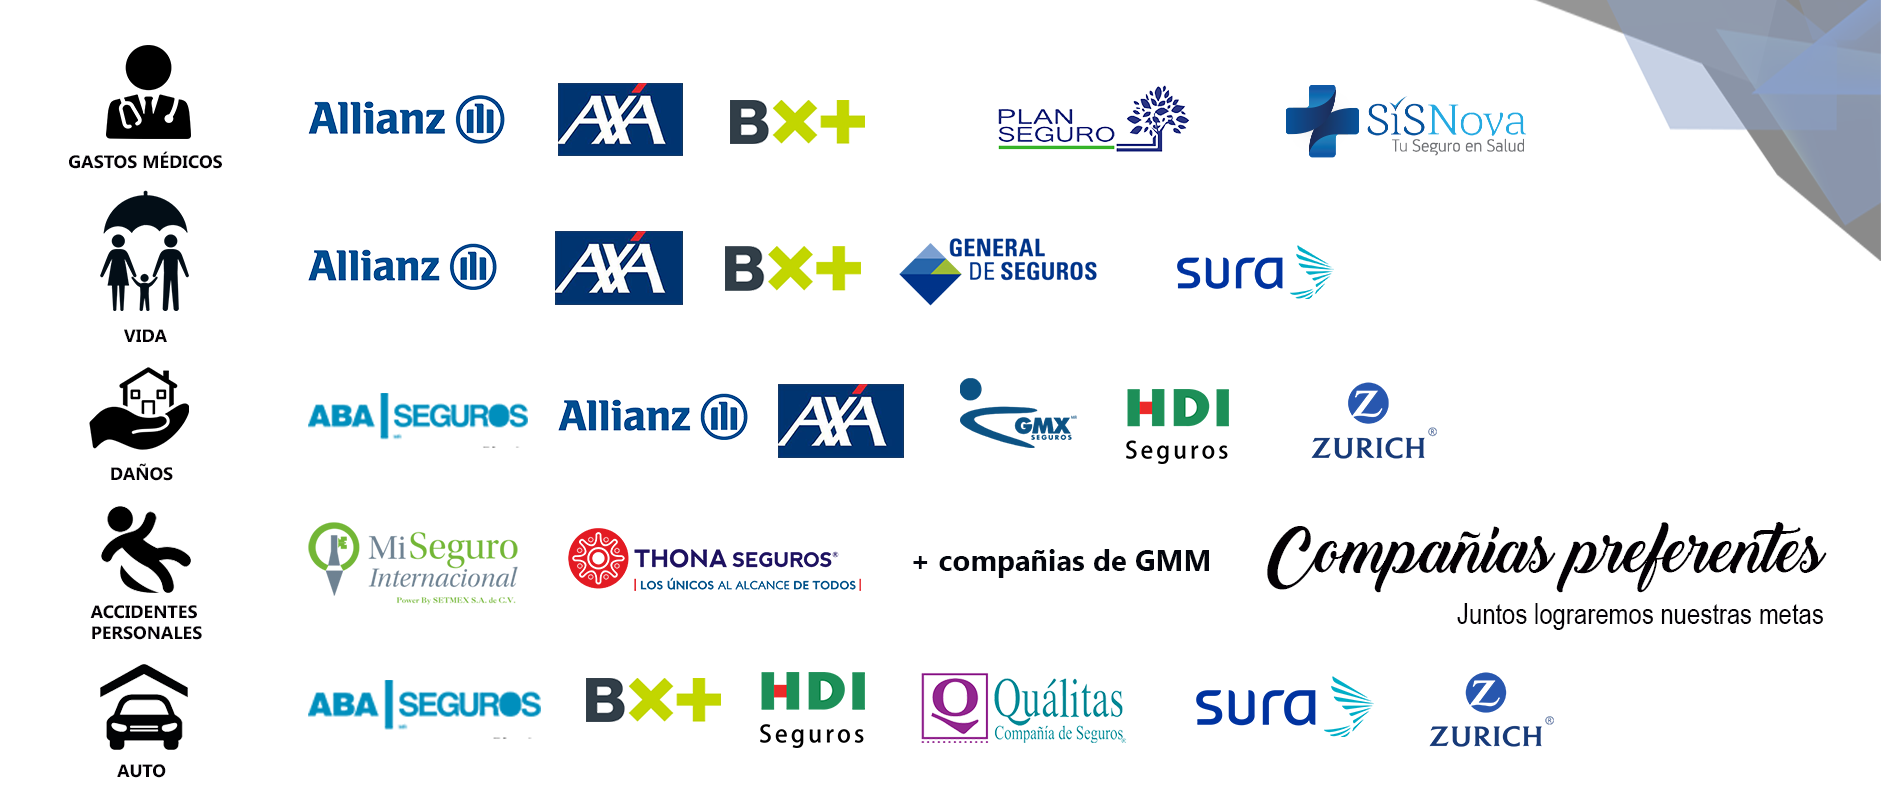 GASTOS MÉDICOS
Allianz
AXA
BX+
PLAN
SEGURO
SiSNova
Tu Seguro en Salud
VIDA
Allianz
AXA
BX+
GENERAL
DE SEGUROS
sura
DAÑOS
ABA SEGUROS
Allianz
AXA
GMX
SEGUROS
HDI
Seguros
Z
ZURICH®
ACCIDENTES
PERSONALES
MiSeguro
Internacional
Power By SETMEX S.A. de C.V.
THONA SEGUROS®
| LOS ÚNICOS AL ALCANCE DE TODOS |
+ compañias de GMM
Compañías preferentes
Juntos lograremos nuestras metas
AUTO
ABA SEGUROS
BX+
HDI
Seguros
Q
Quálitas
Compañía de Seguros
sura
Z
ZURICH®